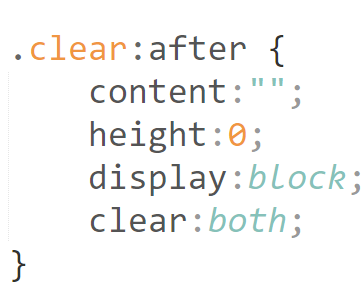 .clear:after {
    content:"";
    height:0;
    display:block;
    clear:both;
}